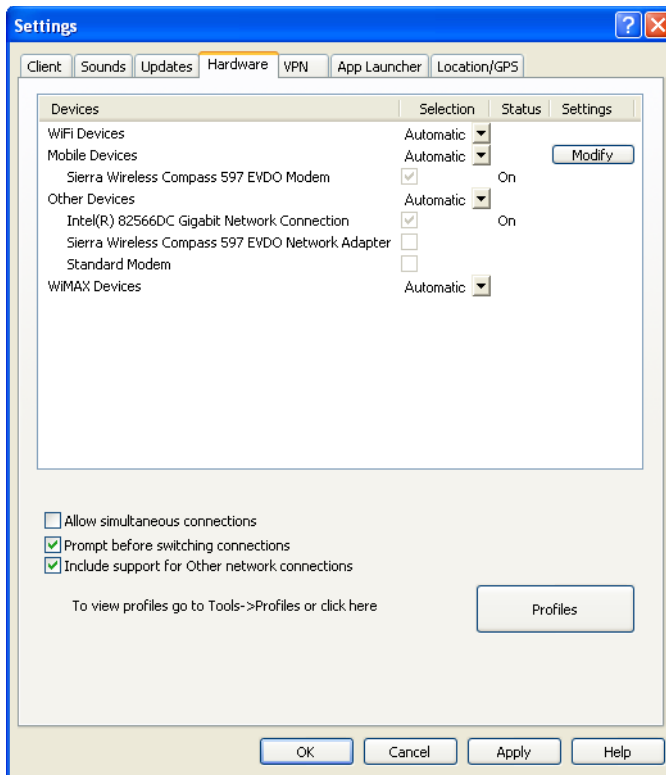 Settings
Client Sounds Updates Hardware VPN App Launcher Location/GPS
Devices Selection Status Settings
WiFi Devices Automatic
Mobile Devices Automatic Modify
Sierra Wireless Compass 597 EVDO Modem On
Other Devices Automatic
Intel(R) 82566DC Gigabit Network Connection On
Sierra Wireless Compass 597 EVDO Network Adapter
Standard Modem
WiMAX Devices Automatic
Allow simultaneous connections
Prompt before switching connections
Include support for Other network connections
To view profiles go to Tools->Profiles or click here Profiles
OK Cancel Apply Help